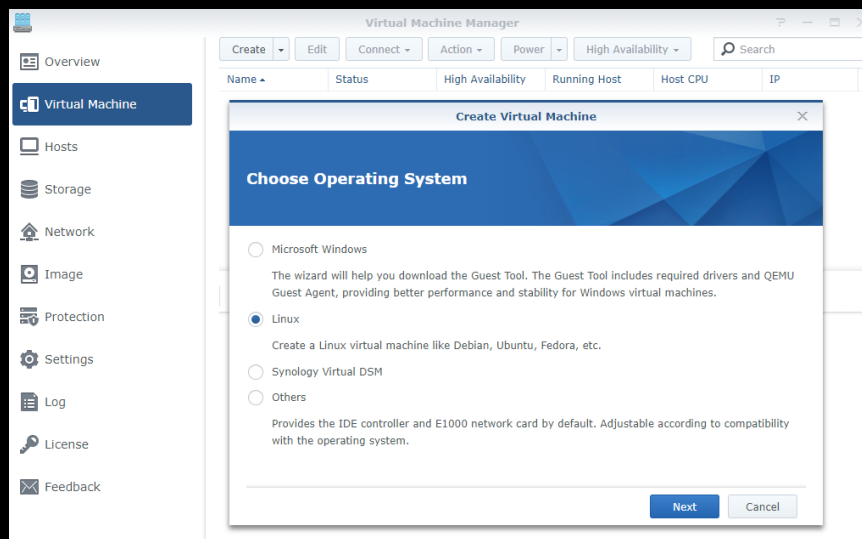 Virtual Machine Manager
Overview
Virtual Machine
Hosts
Storage
Network
Image
Protection
Settings
Log
License
Feedback
Create Edit Connect Action Power High Availability Search
Name Status High Availability Running Host Host CPU IP
Create Virtual Machine
Choose Operating System
Microsoft Windows
The wizard will help you download the Guest Tool. The Guest Tool includes required drivers and QEMU
Guest Agent, providing better performance and stability for Windows virtual machines.
Linux
Create a Linux virtual machine like Debian, Ubuntu, Fedora, etc.
Synology Virtual DSM
Others
Provides the IDE controller and E1000 network card by default. Adjustable according to compatibility
with the operating system.
Next Cancel